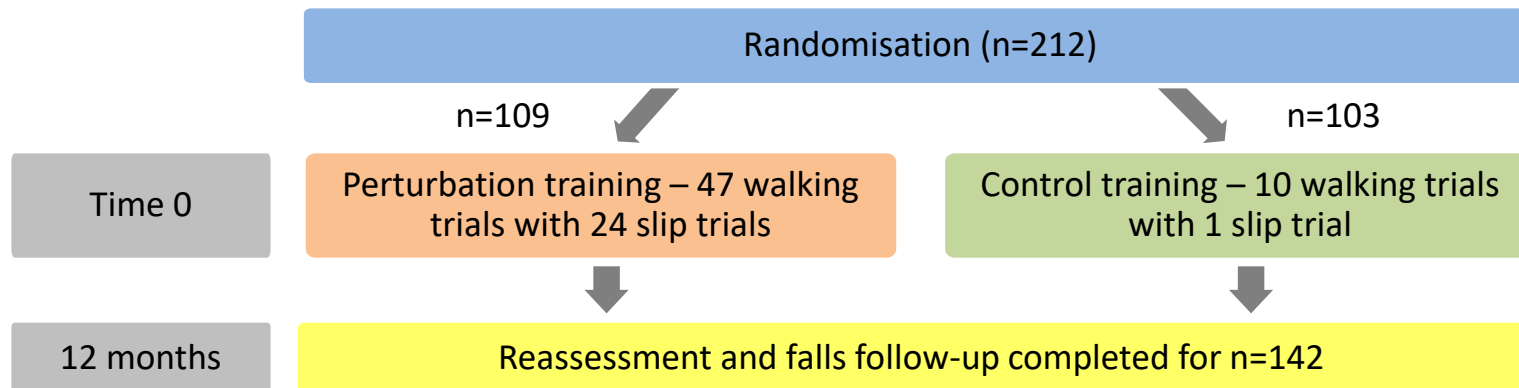 Randomisation (n=212)
n=109
n=103
Time 0
Perturbation training – 47 walking
trials with 24 slip trials
Control training – 10 walking trials
with 1 slip trial
12 months
Reassessment and falls follow-up completed for n=142